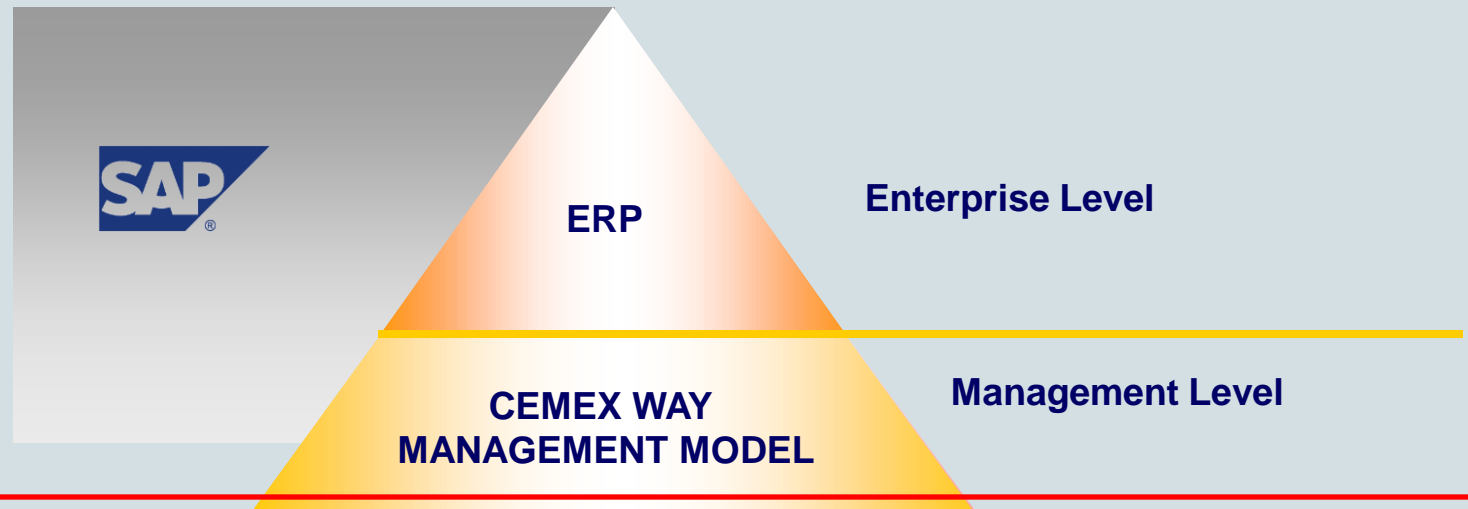 SAP
®
ERP
Enterprise Level
CEMEX WAY
MANAGEMENT MODEL
Management Level